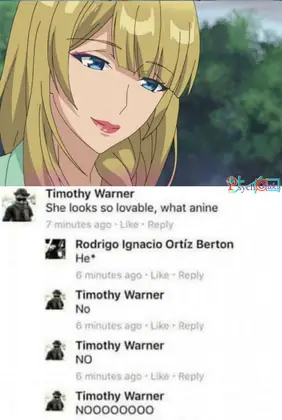 PsychoChoki
Timothy Warner
She looks so lovable, what anine
7 minutes ago · Like · Reply
Rodrigo Ignacio Ortíz Berton
He*
6 minutes ago · Like · Reply
Timothy Warner
No
6 minutes ago · Like · Reply
Timothy Warner
NO
6 minutes ago · Like · Reply
Timothy Warner
NOOOOOOOO